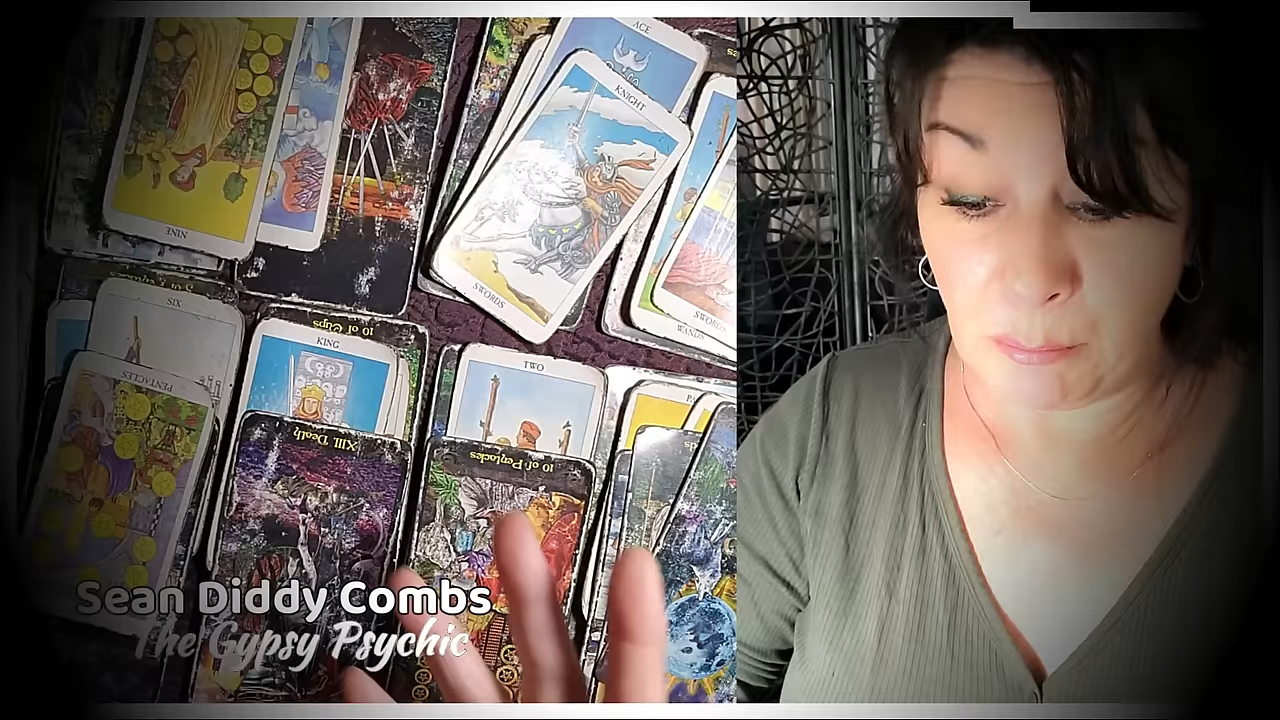 ACE
KNIGHT
SWORDS
NINE
SWORDS
WANDS
SIX
PENTACLES
10 of Cups
KING
XIII Death
TWO
10 of Pentacles
Sean Diddy Combs
The Gypsy Psychic